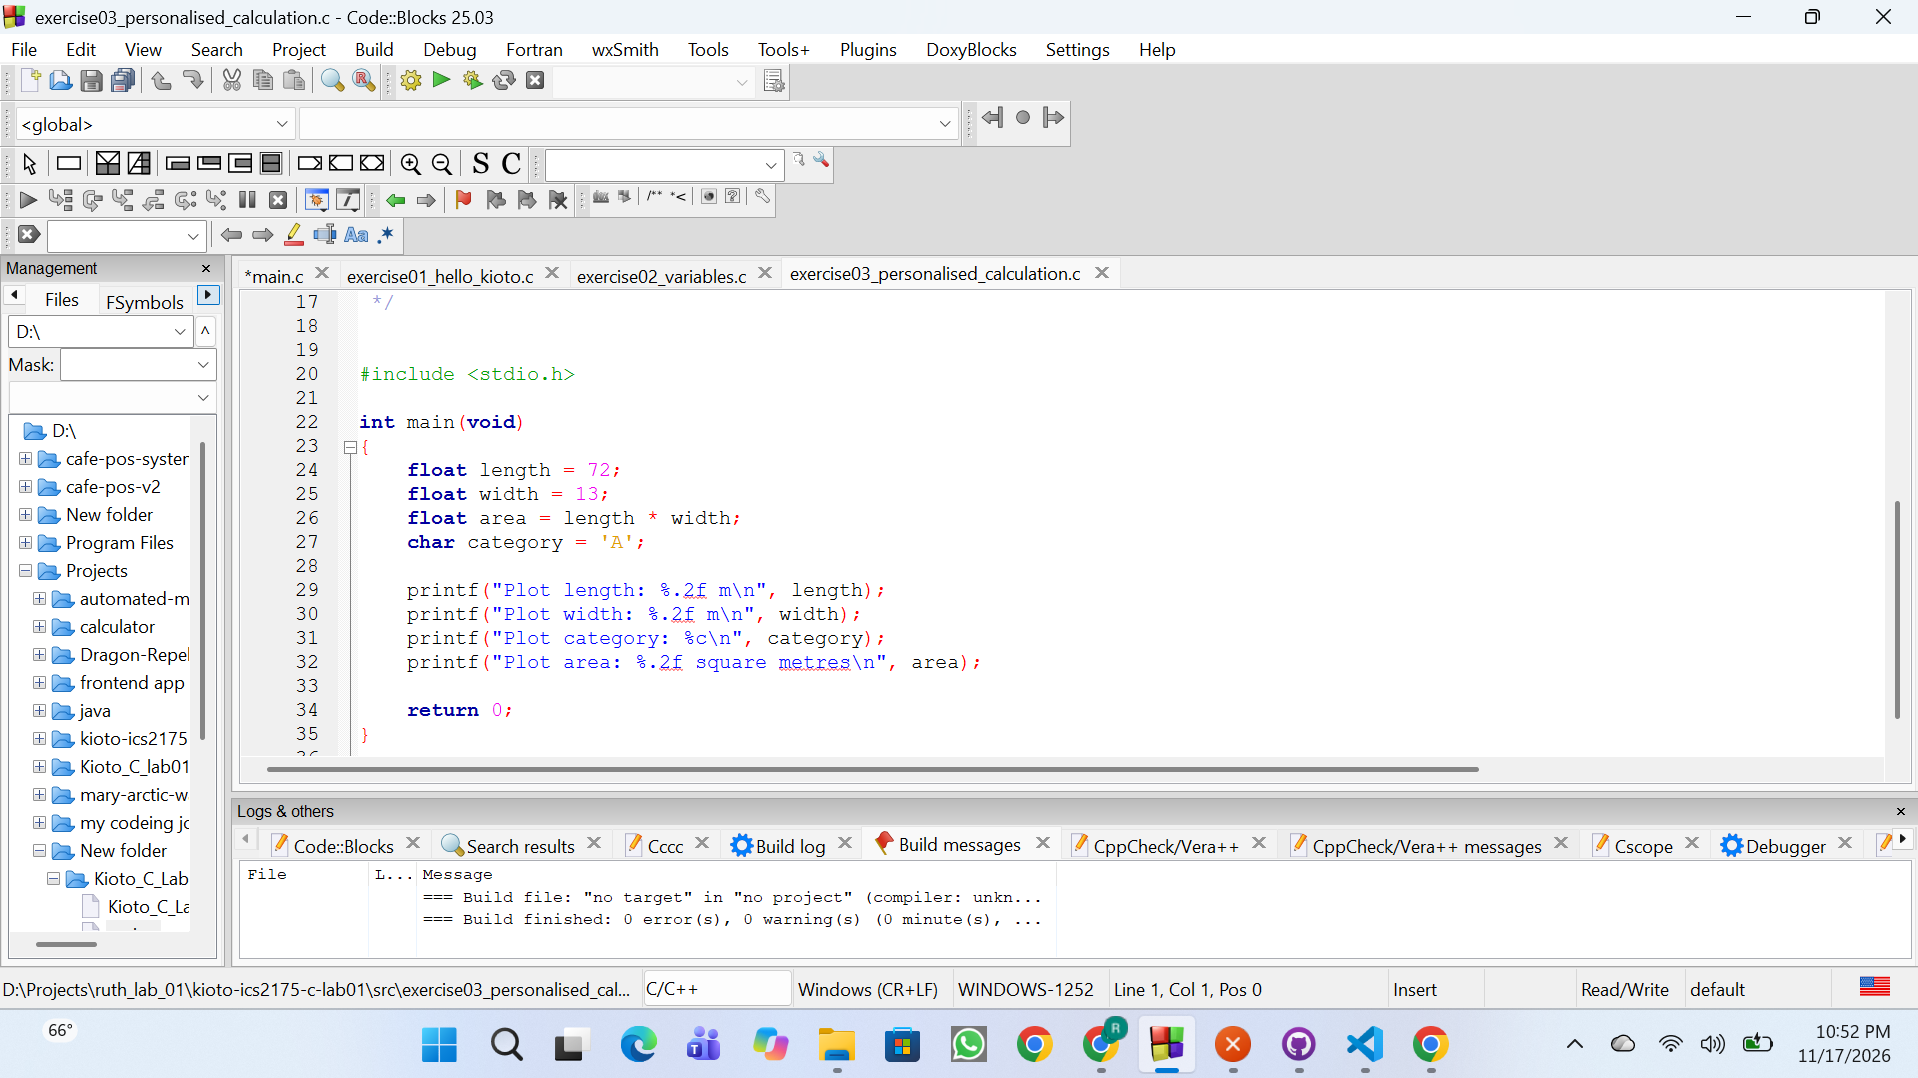 exercise03_personalised_calculation.c - Code::Blocks 25.03
File Edit View Search Project Build Debug Fortran wxSmith Tools Tools+ Plugins DoxyBlocks Settings Help
<global>
S C
/** *<
Aa .*
Management
*main.c exercise01_hello_kioto.c exercise02_variables.c exercise03_personalised_calculation.c
Files FSymbols
D:\
Mask:
D:\
cafe-pos-syster
cafe-pos-v2
New folder
Program Files
Projects
automated-m
calculator
Dragon-Repel
frontend app
java
kioto-ics2175
Kioto_C_lab01
mary-arctic-w
my codeing jo
New folder
Kioto_C_Lab
Kioto_C_La
17 */
18
19
20 #include <stdio.h>
21
22 int main(void)
23 {
24 float length = 72;
25 float width = 13;
26 float area = length * width;
27 char category = 'A';
28
29 printf("Plot length: %.2f m\n", length);
30 printf("Plot width: %.2f m\n", width);
31 printf("Plot category: %c\n", category);
32 printf("Plot area: %.2f square metres\n", area);
33
34 return 0;
35 }
Logs & others
Code::Blocks Search results Cccc Build log Build messages CppCheck/Vera++ CppCheck/Vera++ messages Cscope Debugger
File L... Message
=== Build file: "no target" in "no project" (compiler: unkn...
=== Build finished: 0 error(s), 0 warning(s) (0 minute(s), ...
D:\Projects\ruth_lab_01\kioto-ics2175-c-lab01\src\exercise03_personalised_cal... C/C++ Windows (CR+LF) WINDOWS-1252 Line 1, Col 1, Pos 0 Insert Read/Write default
66°
R
10:52 PM
11/17/2026